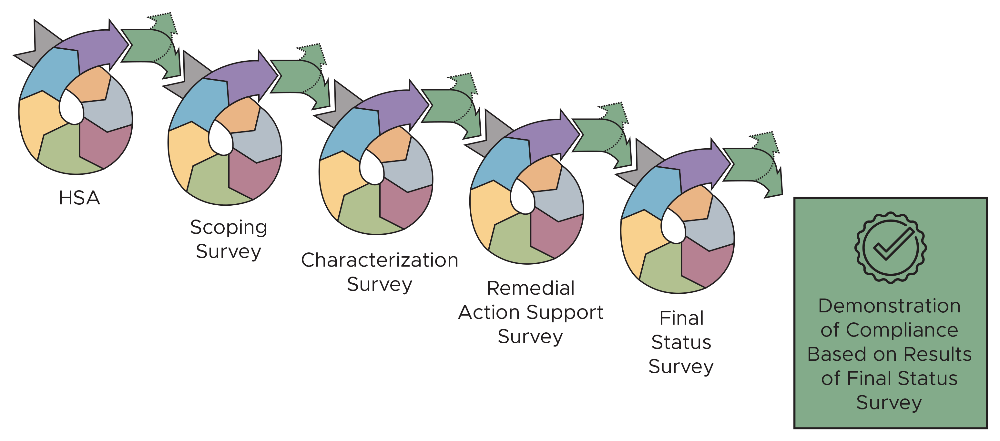 HSA
Scoping
Survey
Characterization
Survey
Remedial
Action Support
Survey
Final
Status
Survey
Demonstration
of Compliance
Based on Results
of Final Status
Survey